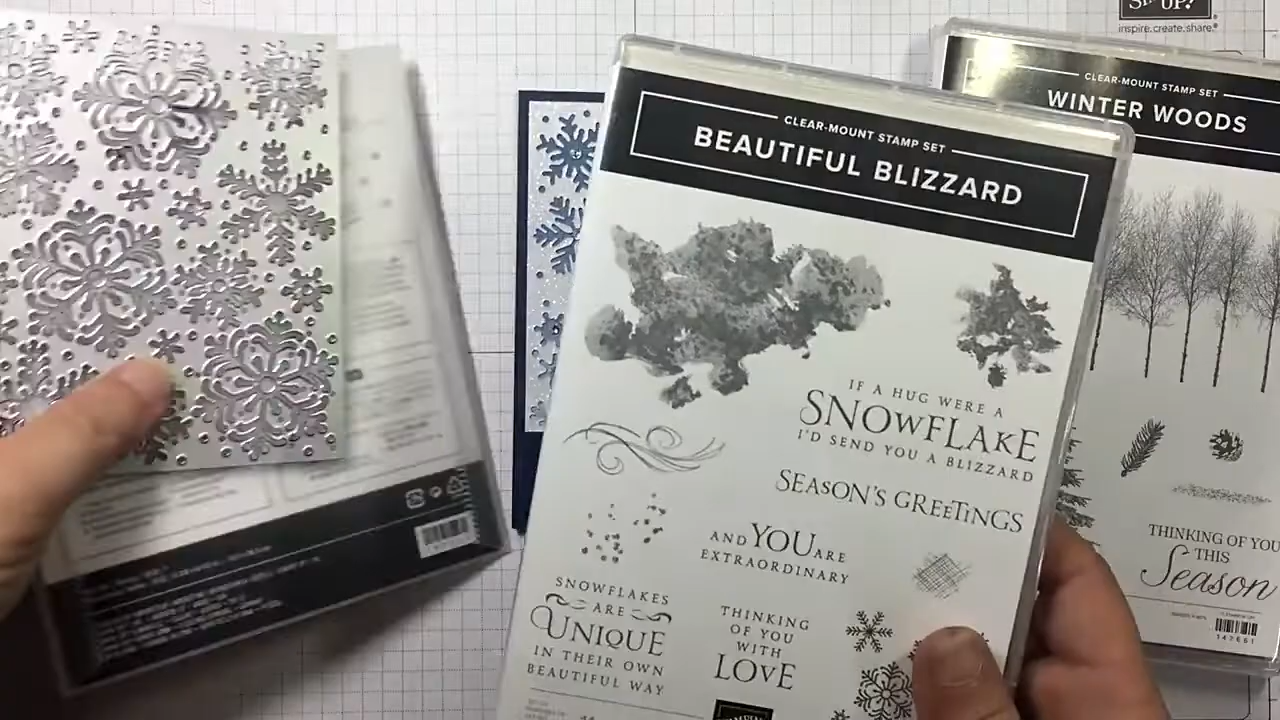 inspire.create.share.®
CLEAR-MOUNT STAMP SET
BEAUTIFUL BLIZZARD
IF A HUG WERE A
SNOWFLAKE
I'D SEND YOU A BLIZZARD
SEASON'S GREETINGS
AND YOU ARE
EXTRAORDINARY
SNOWFLAKES
ARE
UNIQUE
IN THEIR OWN
BEAUTIFUL WAY
THINKING
OF YOU
WITH
LOVE
CLEAR-MOUNT STAMP SET
WINTER WOODS
THINKING OF YOU
THIS
Season